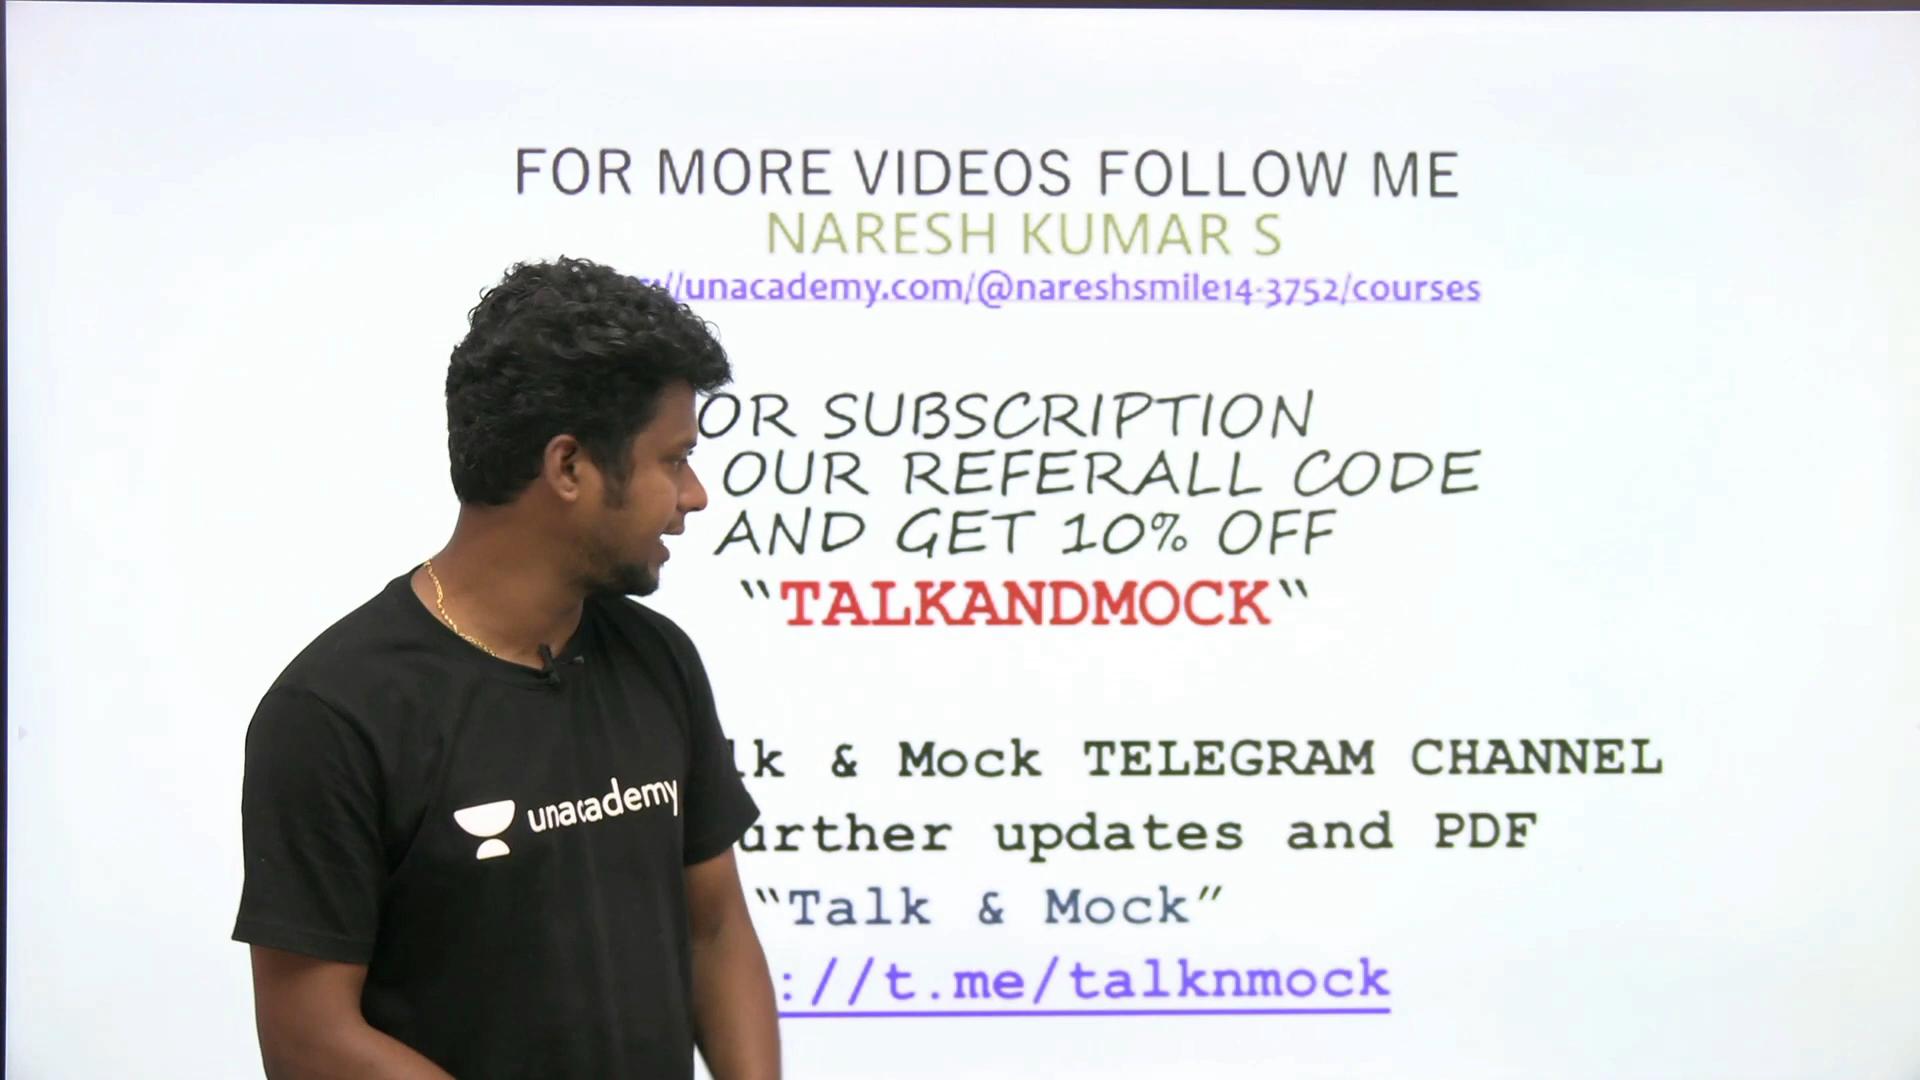 FOR MORE VIDEOS FOLLOW ME
NARESH KUMAR S
//unacademy.com/@nareshsmile14-3752/courses
OR SUBSCRIPTION
OUR REFERALL CODE
AND GET 10% OFF
“TALKANDMOCK“
lk & Mock TELEGRAM CHANNEL
urther updates and PDF
“Talk & Mock”
://t.me/talknmock
unacademy